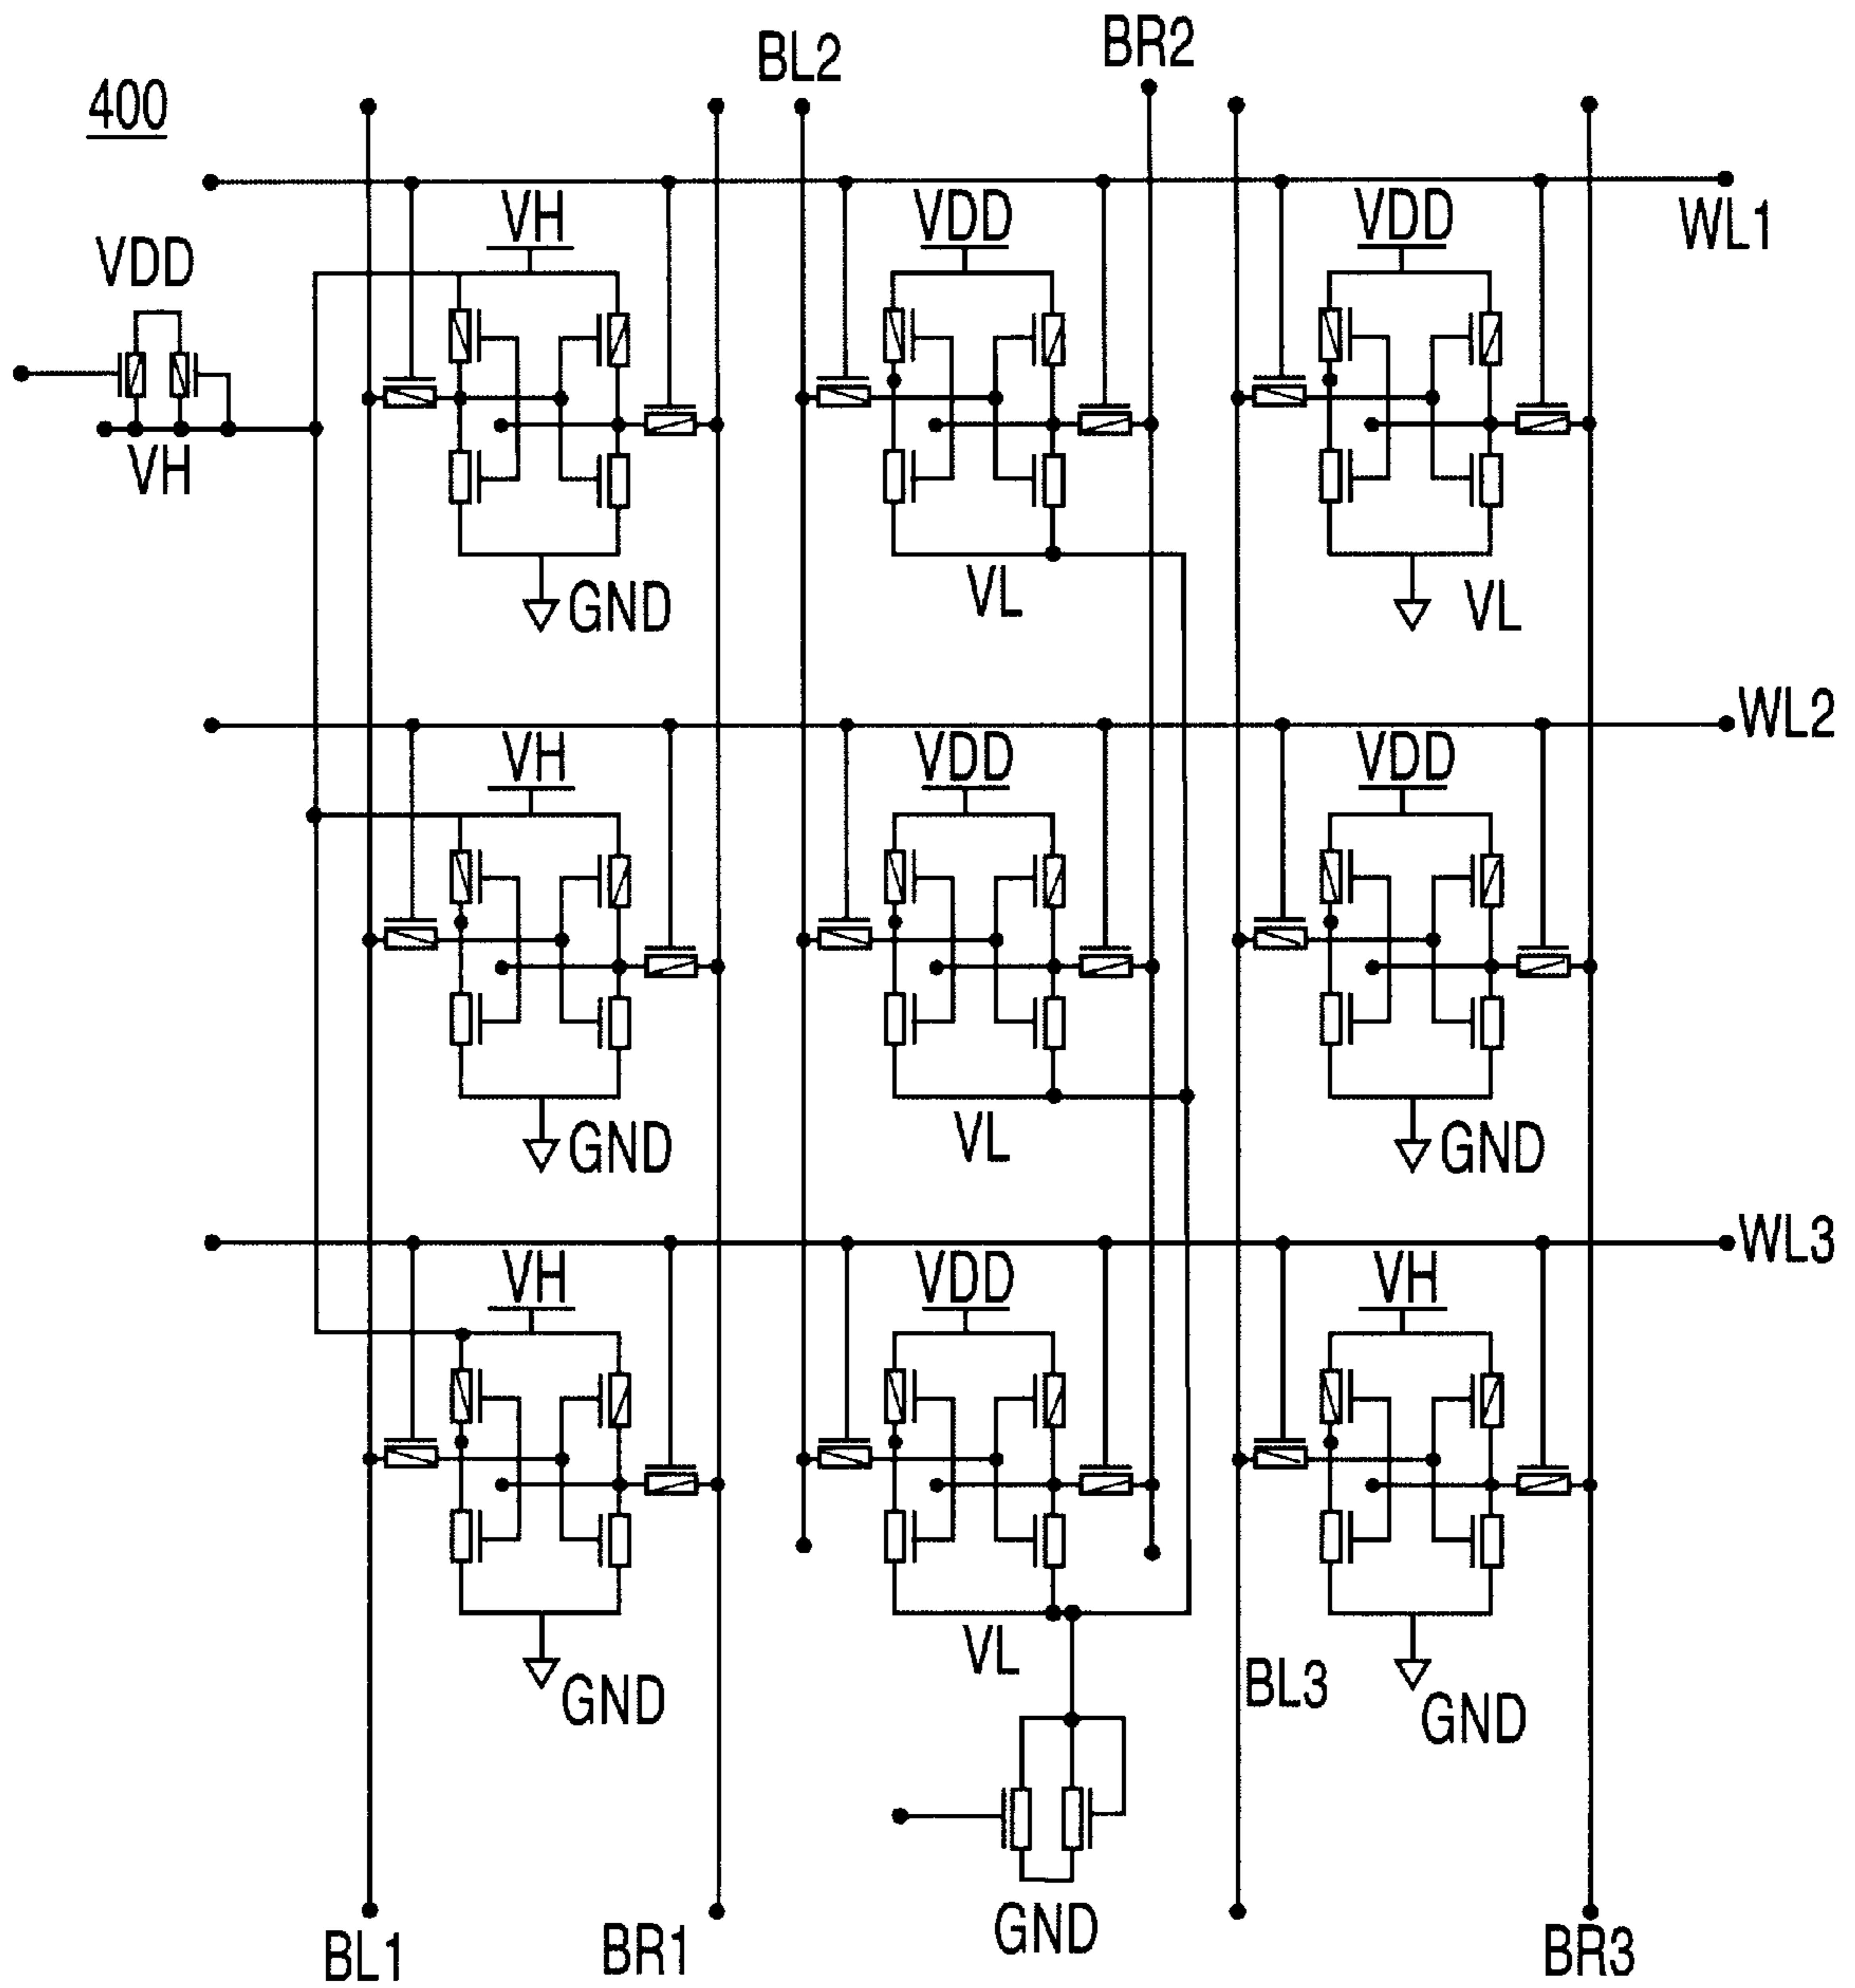 BL2
BR2
400
VH
VDD
VDD
WL1
VDD
VH
GND
VL
VL
WL2
VH
VDD
VDD
GND
VL
GND
WL3
VH
VDD
VH
GND
VL
BL3
GND
GND
BL1
BR1
BR3